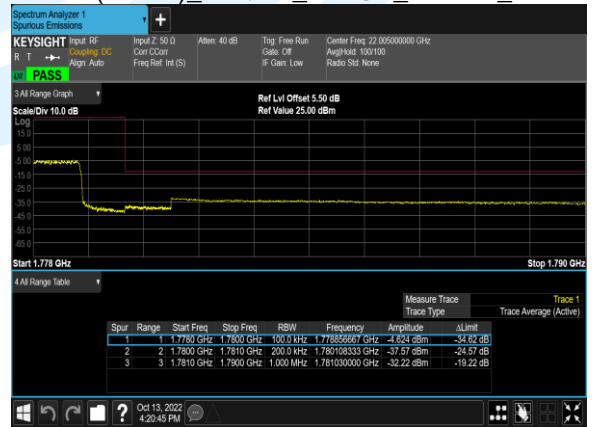 Spectrum Analyzer 1
Spurious Emissions
KEYSIGHT Input: RF Input Z: 50 Ω Atten: 40 dB Trig: Free Run Center Freq: 22.005000000 GHz
R T Coupling: DC Corr CCorr Gate: Off Avg|Hold: 100/100
Align: Auto Freq Ref: Int (S) IF Gain: Low Radio Std: None
PASS
3 All Range Graph
Ref Lvl Offset 5.50 dB
Scale/Div 10.0 dB Ref Value 25.00 dBm
Log
15.0
5.00
-5.00
-15.0
-25.0
-35.0
-45.0
-55.0
-65.0
Start 1.778 GHz Stop 1.790 GHz
4 All Range Table
Measure Trace Trace 1
Trace Type Trace Average (Active)
Spur Range Start Freq Stop Freq RBW Frequency Amplitude ΔLimit
1 1 1.7780 GHz 1.7800 GHz 100.0 kHz 1.778856667 GHz -4.624 dBm -34.62 dB
2 2 1.7800 GHz 1.7810 GHz 200.0 kHz 1.780108333 GHz -37.57 dBm -24.57 dB
3 3 1.7810 GHz 1.7900 GHz 1.000 MHz 1.781030000 GHz -32.22 dBm -19.22 dB
Oct 13, 2022
4:20:45 PM